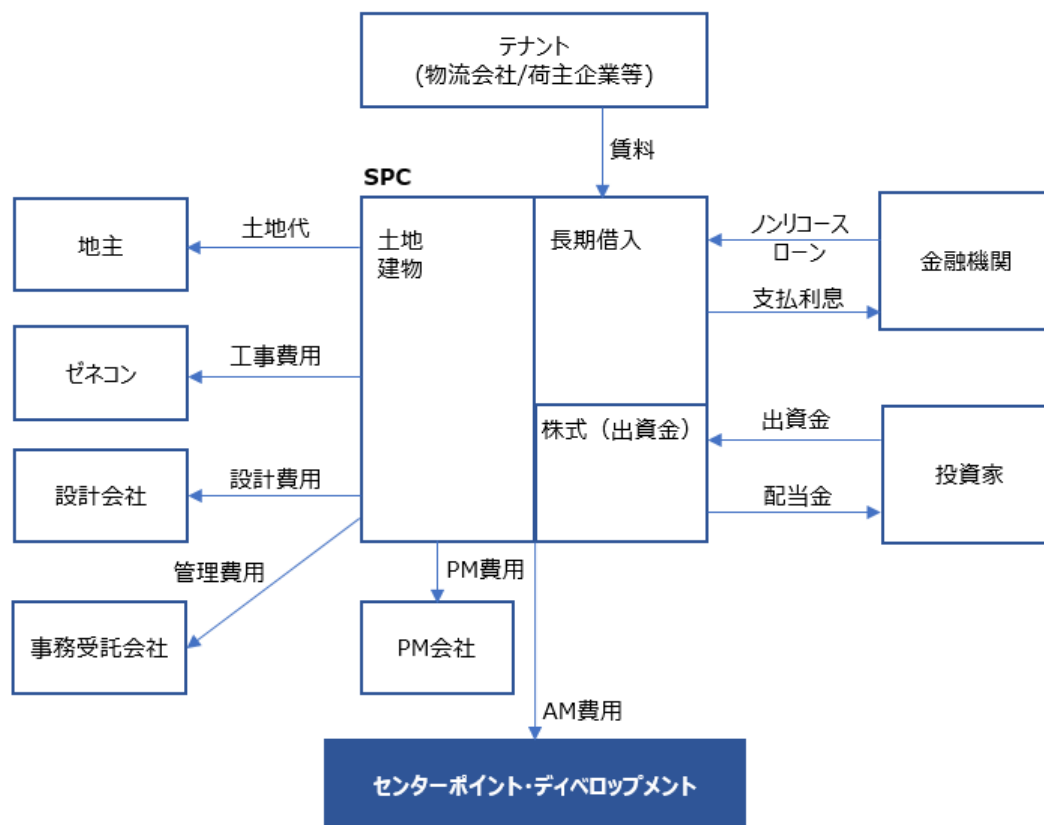 テナント
(物流会社/荷主企業等)
賃料
SPC
地主
土地代
土地
建物
長期借入
ノンリコース
ローン
金融機関
支払利息
ゼネコン
工事費用
株式（出資金）
出資金
投資家
配当金
設計会社
設計費用
管理費用
事務受託会社
PM費用
PM会社
AM費用
センターポイント・ディベロップメント